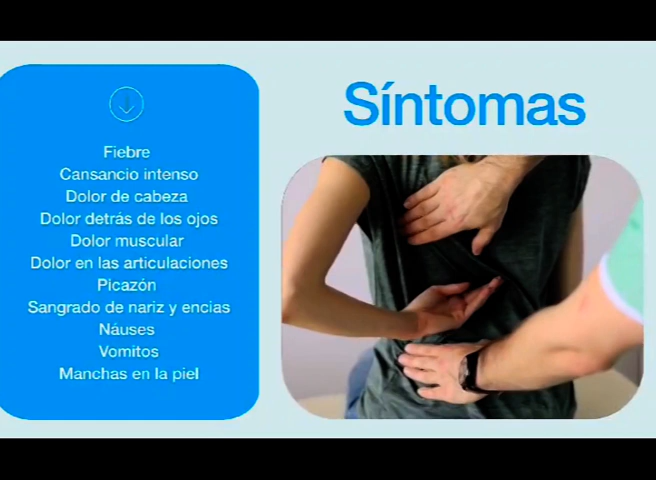 Síntomas
Fiebre
Cansancio intenso
Dolor de cabeza
Dolor detrás de los ojos
Dolor muscular
Dolor en las articulaciones
Picazón
Sangrado de nariz y encias
Náuses
Vomitos
Manchas en la piel